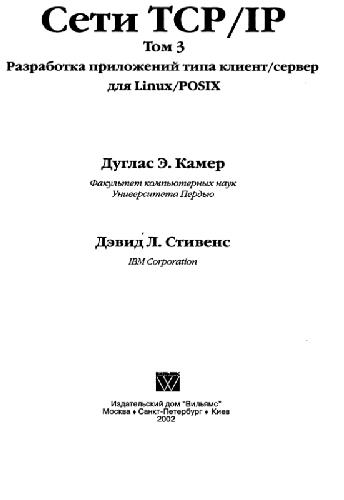 Сети TCP/IP
Том 3
Разработка приложений типа клиент/сервер
для Linux/POSIX
Дуглас Э. Камер
Факультет компьютерных наук
Университета Пердью
Дэвид Л. Стивенс
IBM Corporation
W
Издательский дом "Вильямс"
Москва ♦ Санкт-Петербург ♦ Киев
2002